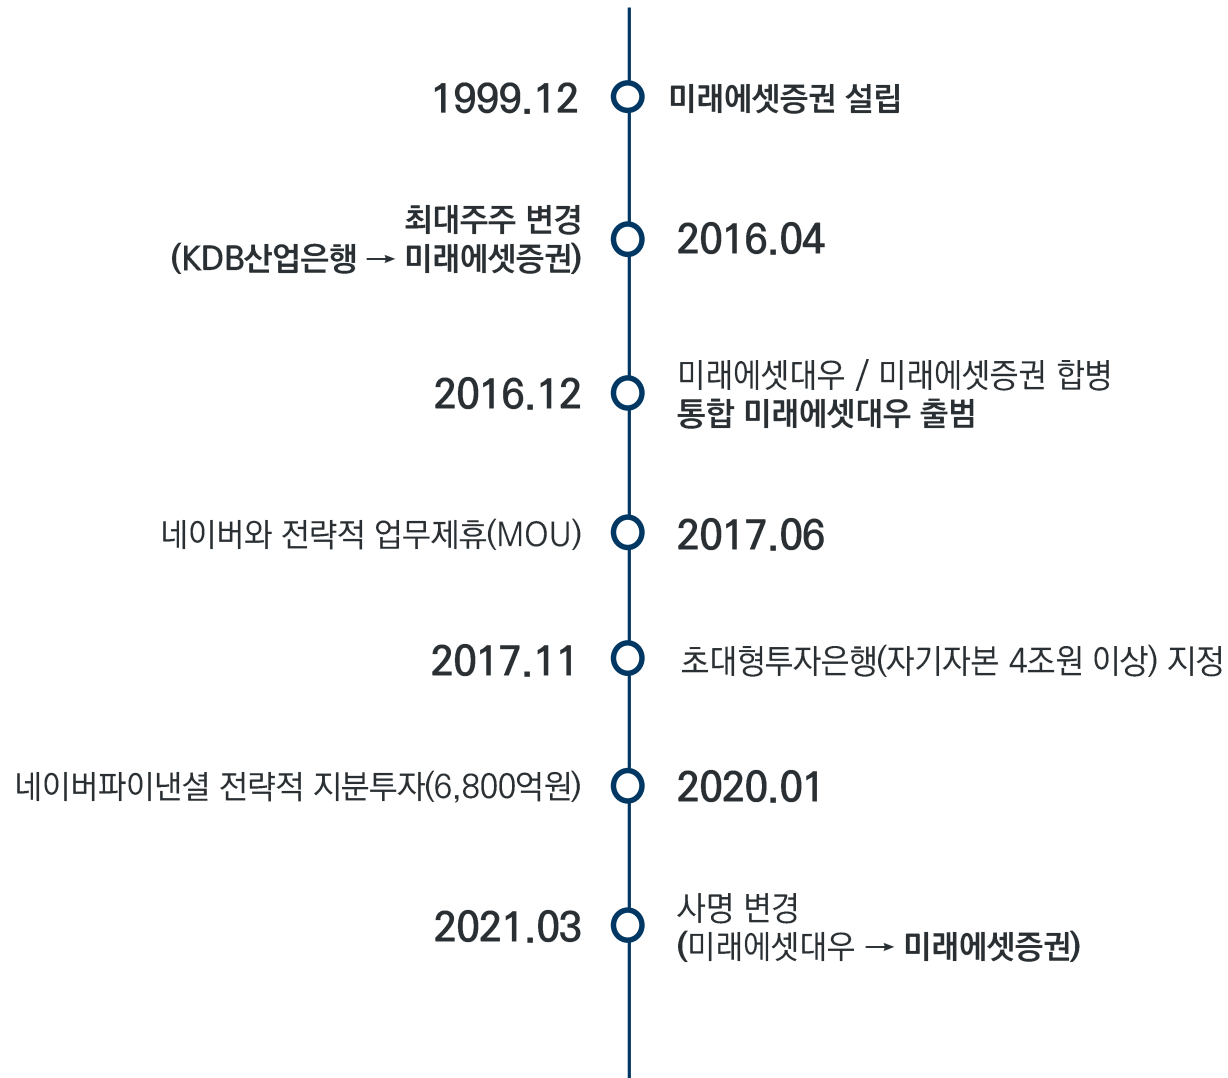 1999.12
미래에셋증권 설립
최대주주 변경
(KDB산업은행 → 미래에셋증권)
2016.04
2016.12
미래에셋대우 / 미래에셋증권 합병
통합 미래에셋대우 출범
네이버와 전략적 업무제휴(MOU)
2017.06
2017.11
초대형투자은행(자기자본 4조원 이상) 지정
네이버파이낸셜 전략적 지분투자(6,800억원)
2020.01
2021.03
사명 변경
(미래에셋대우 → 미래에셋증권)